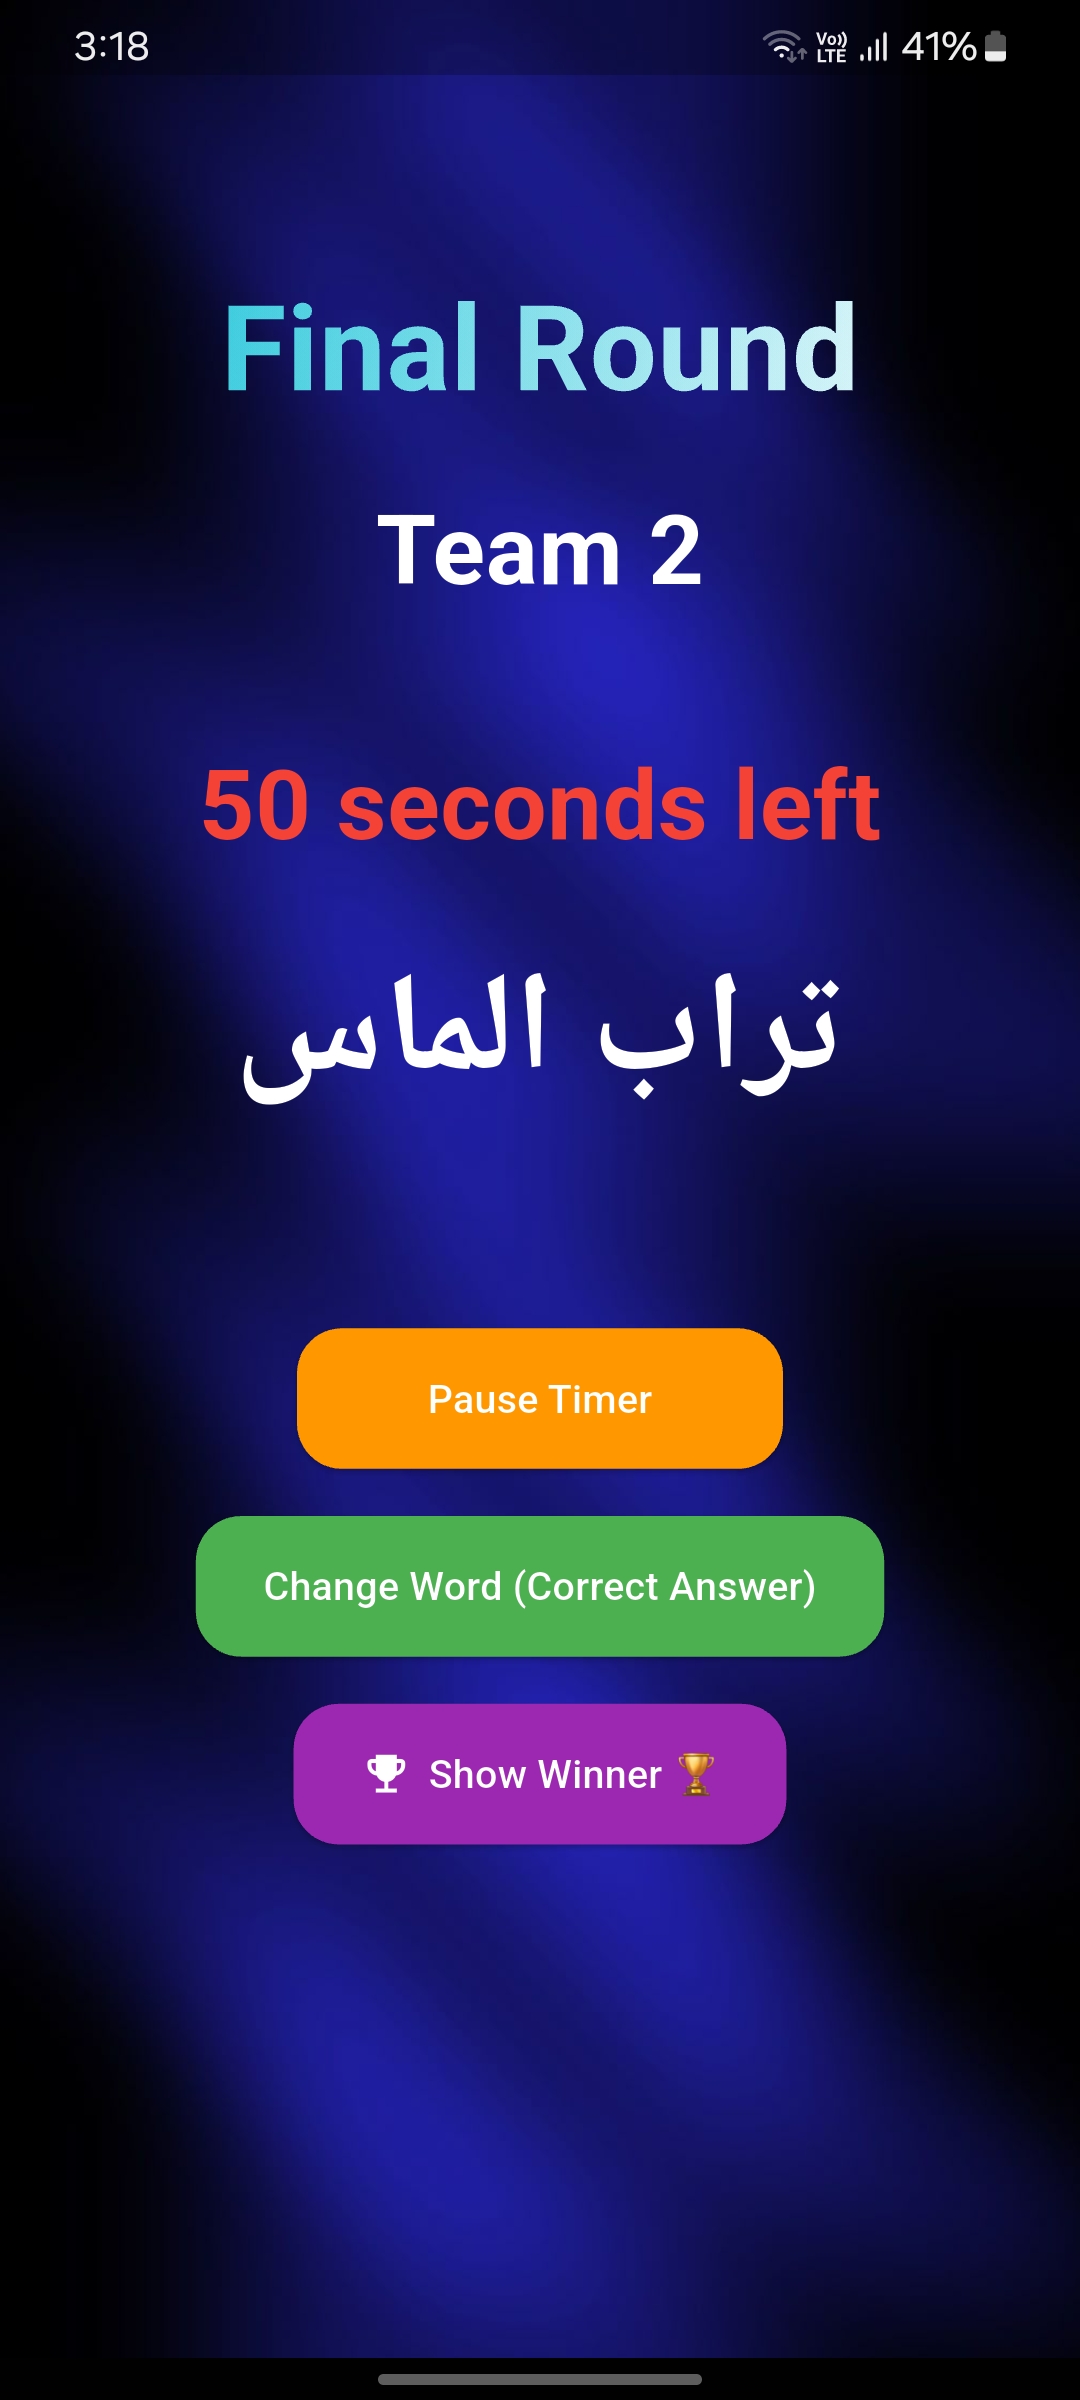 3:18 Vo)) LTE 41%
Final Round
Team 2
50 seconds left
تراب الماس
Pause Timer
Change Word (Correct Answer)
Show Winner 🏆